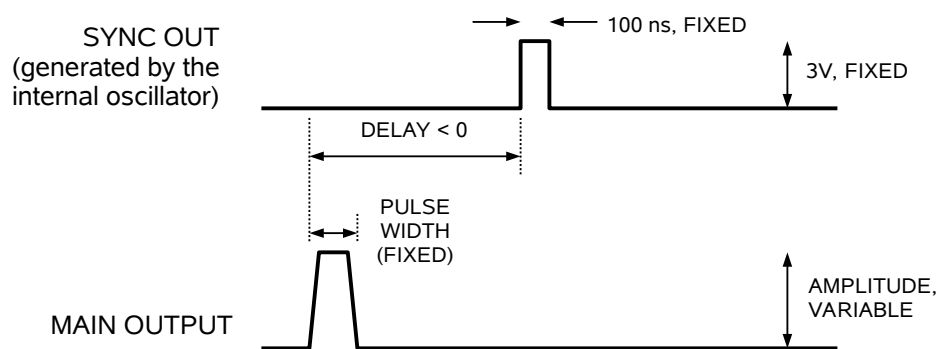 SYNC OUT
(generated by the
internal oscillator)
100 ns, FIXED
3V, FIXED
DELAY < 0
PULSE
WIDTH
(FIXED)
AMPLITUDE,
VARIABLE
MAIN OUTPUT